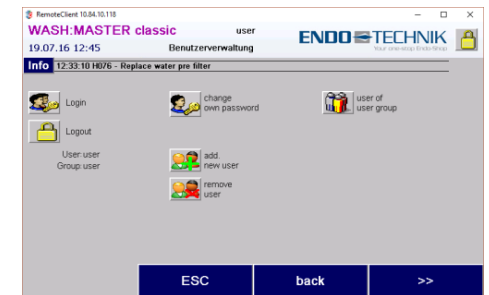 RemoteClient 10.84.10.118
WASH:MASTER classic user
ENDO TECHNIK
Your one-stop Endo-Shop
19.07.16 12:45 Benutzerverwaltung
Info 12:33:10 H076 - Replace water pre filter
Login
change
own password
user of
user group
Logout
User:user
Group:user
add.
new user
remove
user
ESC back >>